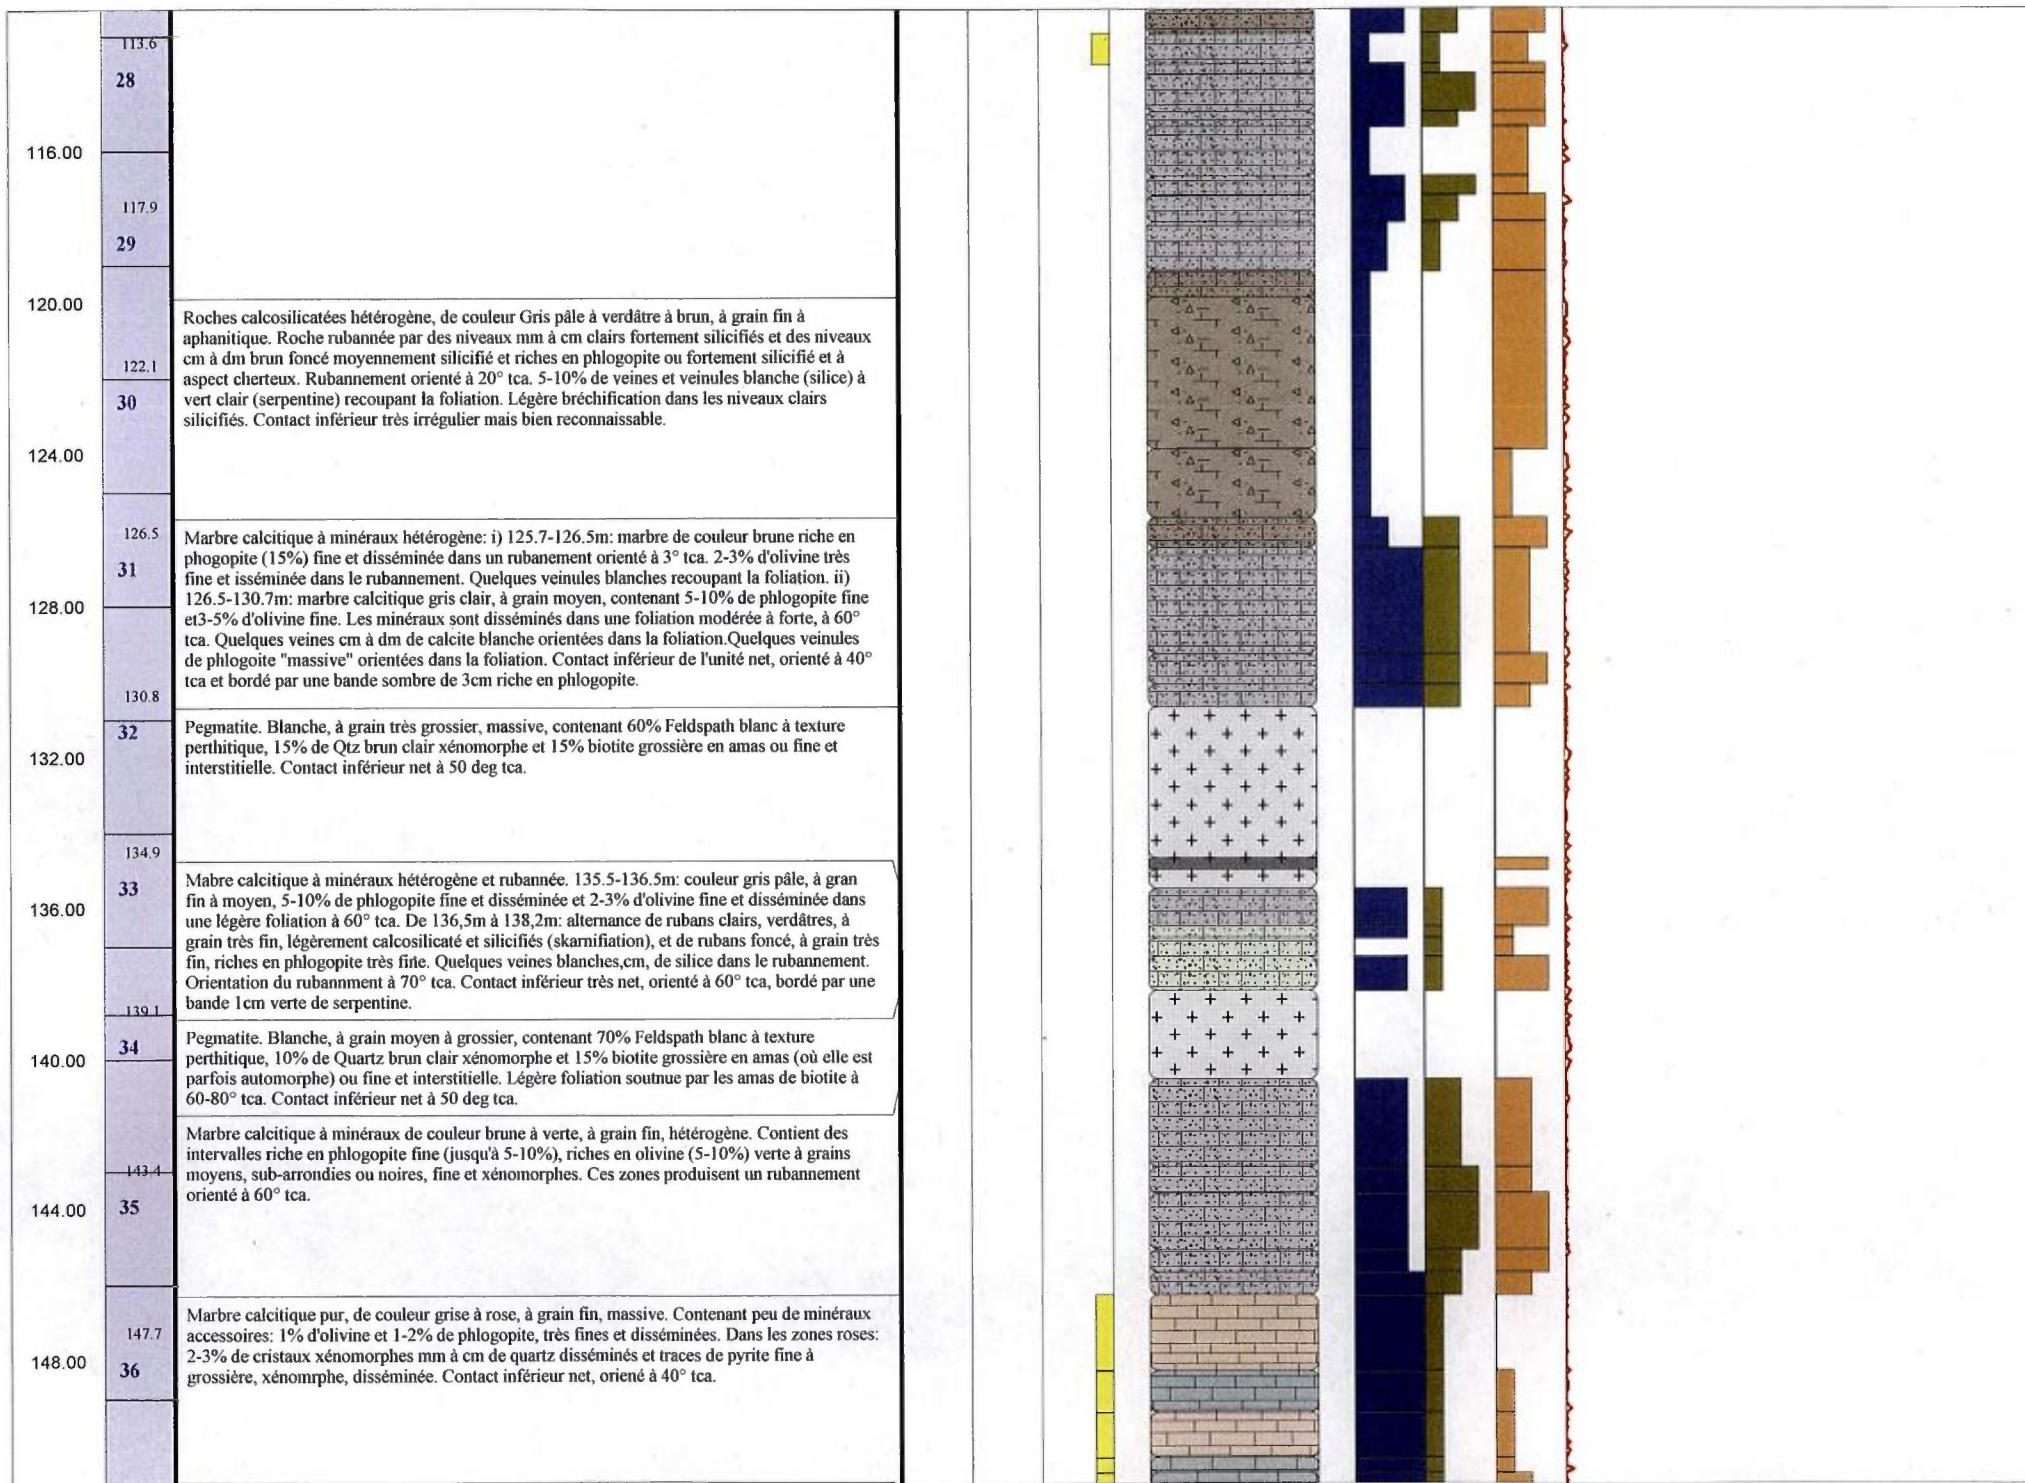 113.6
28
116.00
117.9
29
120.00
Roches calcosilicatées hétérogène, de couleur Gris pâle à verdâtre à brun, à grain fin à
aphanitique. Roche rubannée par des niveaux mm à cm clairs fortement silicifiés et des niveaux
cm à dm brun foncé moyennement silicifié et riches en phlogopite ou fortement silicifié et à
aspect cherteux. Rubannement orienté à 20° tca. 5-10% de veines et veinules blanche (silice) à
vert clair (serpentine) recoupant la foliation. Légère bréchification dans les niveaux clairs
silicifiés. Contact inférieur très irrégulier mais bien reconnaissable.
122.1
30
124.00
126.5
31
Marbre calcitique à minéraux hétérogène: i) 125.7-126.5m: marbre de couleur brune riche en
phogopite (15%) fine et disséminée dans un rubanement orienté à 3° tca. 2-3% d'olivine très
fine et isséminée dans le rubannement. Quelques veinules blanches recoupant la foliation. ii)
126.5-130.7m: marbre calcitique gris clair, à grain moyen, contenant 5-10% de phlogopite fine
et3-5% d'olivine fine. Les minéraux sont disséminés dans une foliation modérée à forte, à 60°
tca. Quelques veines cm à dm de calcite blanche orientées dans la foliation.Quelques veinules
de phlogoite "massive" orientées dans la foliation. Contact inférieur de l'unité net, orienté à 40°
tca et bordé par une bande sombre de 3cm riche en phlogopite.
128.00
130.8
32
Pegmatite. Blanche, à grain très grossier, massive, contenant 60% Feldspath blanc à texture
perthitique, 15% de Qtz brun clair xénomorphe et 15% biotite grossière en amas ou fine et
interstitielle. Contact inférieur net à 50 deg tca.
132.00
134.9
33
Mabre calcitique à minéraux hétérogène et rubannée. 135.5-136.5m: couleur gris pâle, à gran
fin à moyen, 5-10% de phlogopite fine et disséminée et 2-3% d'olivine fine et disséminée dans
une légère foliation à 60° tca. De 136,5m à 138,2m: alternance de rubans clairs, verdâtres, à
grain très fin, légèrement calcosilicaté et silicifiés (skarnifiation), et de rubans foncé, à grain très
fin, riches en phlogopite très fine. Quelques veines blanches,cm, de silice dans le rubannement.
Orientation du rubannment à 70° tca. Contact inférieur très net, orienté à 60° tca, bordé par une
bande 1cm verte de serpentine.
136.00
139.1
34
Pegmatite. Blanche, à grain moyen à grossier, contenant 70% Feldspath blanc à texture
perthitique, 10% de Quartz brun clair xénomorphe et 15% biotite grossière en amas (où elle est
parfois automorphe) ou fine et interstitielle. Légère foliation soutnue par les amas de biotite à
60-80° tca. Contact inférieur net à 50 deg tca.
140.00
Marbre calcitique à minéraux de couleur brune à verte, à grain fin, hétérogène. Contient des
intervalles riche en phlogopite fine (jusqu'à 5-10%), riches en olivine (5-10%) verte à grains
moyens, sub-arrondies ou noires, fine et xénomorphes. Ces zones produisent un rubannement
orienté à 60° tca.
143.4
35
144.00
Marbre calcitique pur, de couleur grise à rose, à grain fin, massive. Contenant peu de minéraux
accessoires: 1% d'olivine et 1-2% de phlogopite, très fines et disséminées. Dans les zones roses:
2-3% de cristaux xénomorphes mm à cm de quartz disséminés et traces de pyrite fine à
grossière, xénomrphe, disséminée. Contact inférieur net, oriené à 40° tca.
147.7
36
148.00